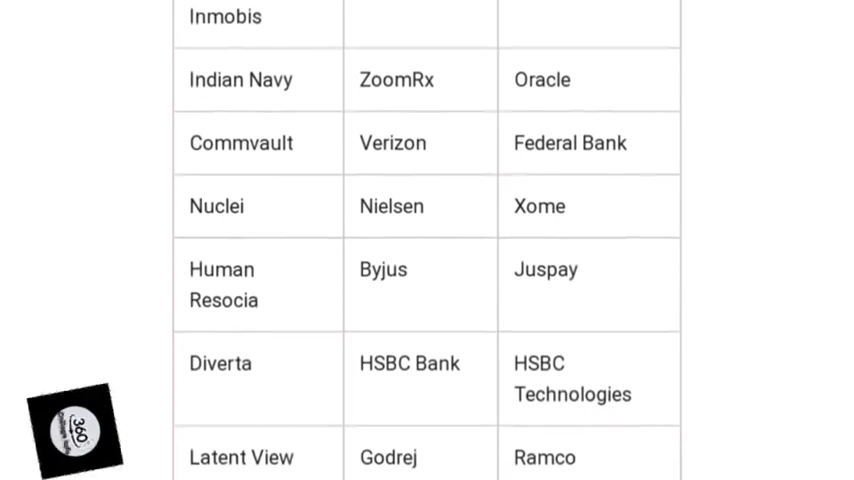 Inmobis
Indian Navy ZoomRx Oracle
Commvault Verizon Federal Bank
Nuclei Nielsen Xome
Human Byjus Juspay
Resocia
Diverta HSBC Bank HSBC
Technologies
Latent View Godrej Ramco
360°